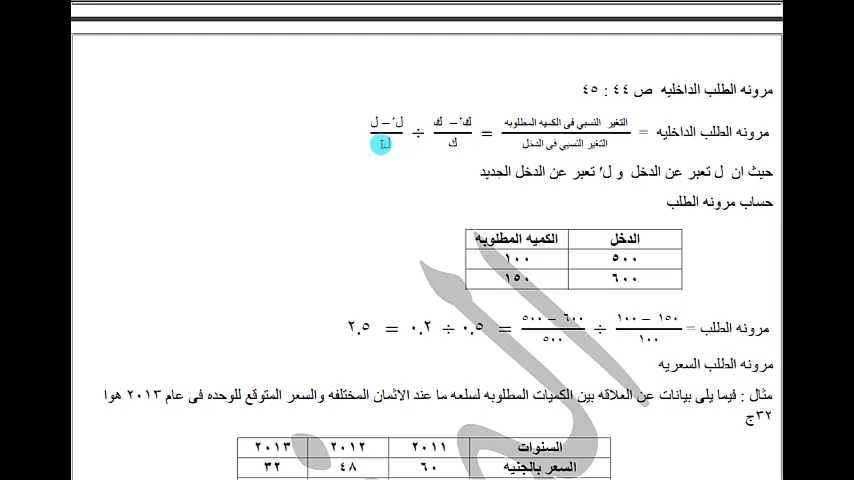 مرونه الطلب الداخليه ص ٤٤ : ٤٥
مرونه الطلب الداخليه = التغير النسبي فى الكميه المطلوبه / التغير النسبي فى الدخل = ك′ – ك / ك ÷ ل′ – ل / ل
حيث ان ل تعبر عن الدخل و ل′ تعبر عن الدخل الجديد
حساب مرونه الطلب
الدخل الكميه المطلوبه
٥٠٠ ١٠٠
٦٠٠ ١٥٠
مرونه الطلب = ١٥٠ – ١٠٠ / ١٠٠ ÷ ٦٠٠ – ٥٠٠ / ٥٠٠ = ٠.٥ ÷ ٠.٢ = ٢.٥
مرونه الطلب السعريه
مثال : فيما يلى بيانات عن العلاقه بين الكميات المطلوبه لسلعه ما عند الاثمان المختلفه والسعر المتوقع للوحده فى عام ٢٠١٣ هوا
٣٢ج
السنوات ٢٠١١ ٢٠١٢ ٢٠١٣
السعر بالجنيه ٦٠ ٤٨ ٣٢